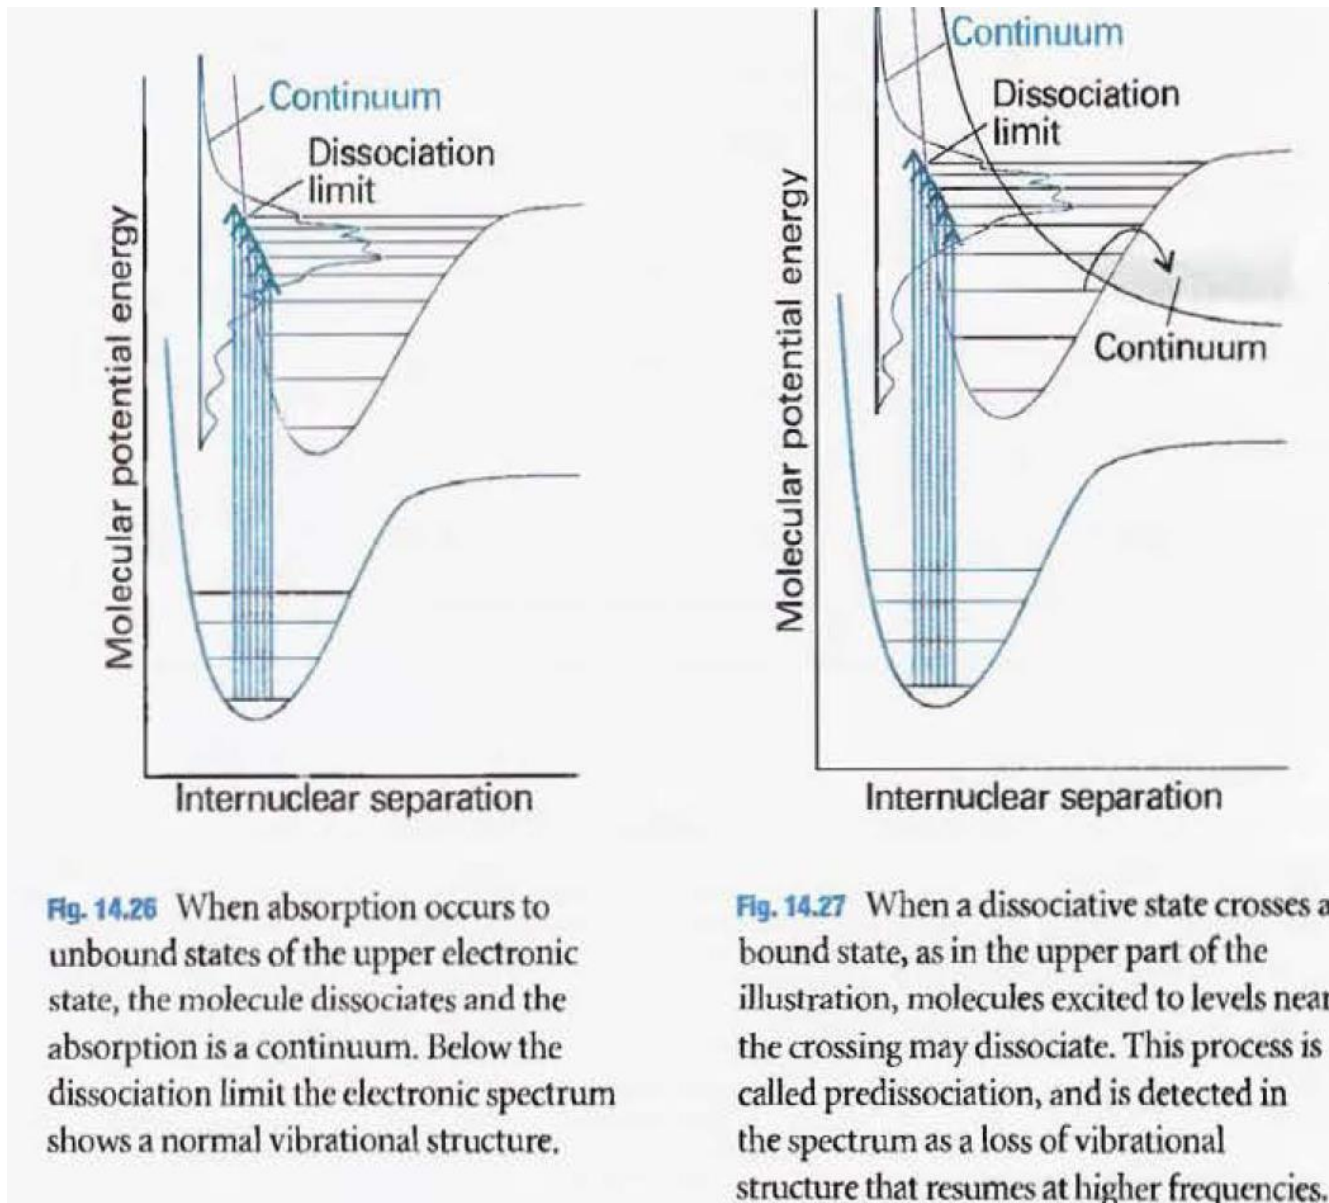 Continuum
Dissociation
limit
Molecular potential energy
Internuclear separation
Continuum
Dissociation
limit
Continuum
Molecular potential energy
Internuclear separation
Fig. 14.26 When absorption occurs to
unbound states of the upper electronic
state, the molecule dissociates and the
absorption is a continuum. Below the
dissociation limit the electronic spectrum
shows a normal vibrational structure.
Fig. 14.27 When a dissociative state crosses a
bound state, as in the upper part of the
illustration, molecules excited to levels near
the crossing may dissociate. This process is
called predissociation, and is detected in
the spectrum as a loss of vibrational
structure that resumes at higher frequencies.